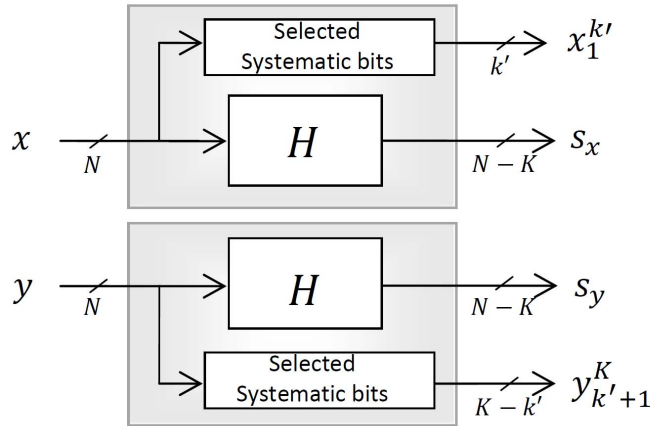 Selected
Systematic bits
x_1^{k'}
k'
x
N
H
s_x
N − K
y
N
H
s_y
N − K
Selected
Systematic bits
y_{k'+1}^K
K − k'